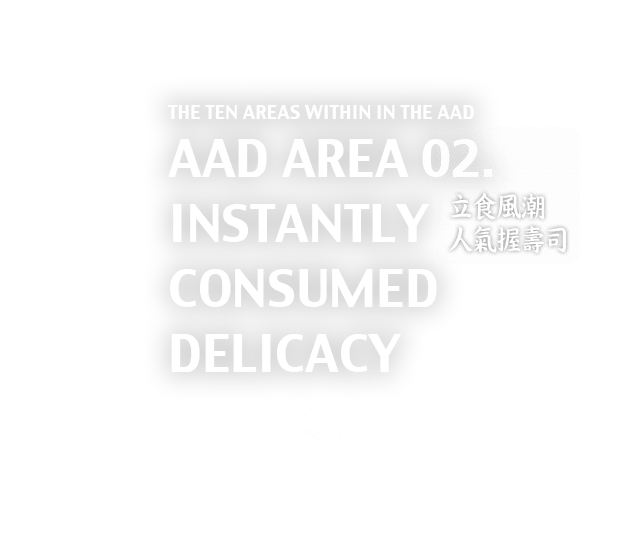 THE TEN AREAS WITHIN IN THE AAD
AAD AREA 02.
INSTANTLY
CONSUMED
DELICACY
立食風潮
人氣握壽司